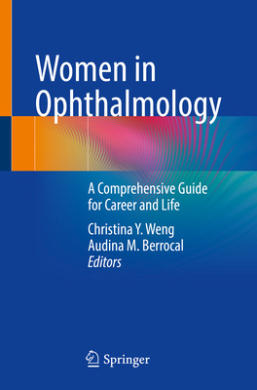 Women in
Ophthalmology
A Comprehensive Guide
for Career and Life
Christina Y. Weng
Audina M. Berrocal
Editors
Springer